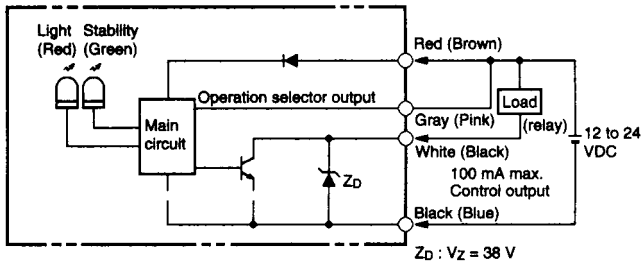 Light Stability
(Red) (Green)
Red (Brown)
Operation selector output
Load
Main
circuit
Gray (Pink)
(relay)
12 to 24
VDC
White (Black)
100 mA max.
Control output
ZD
Black (Blue)
ZD : VZ = 38 V